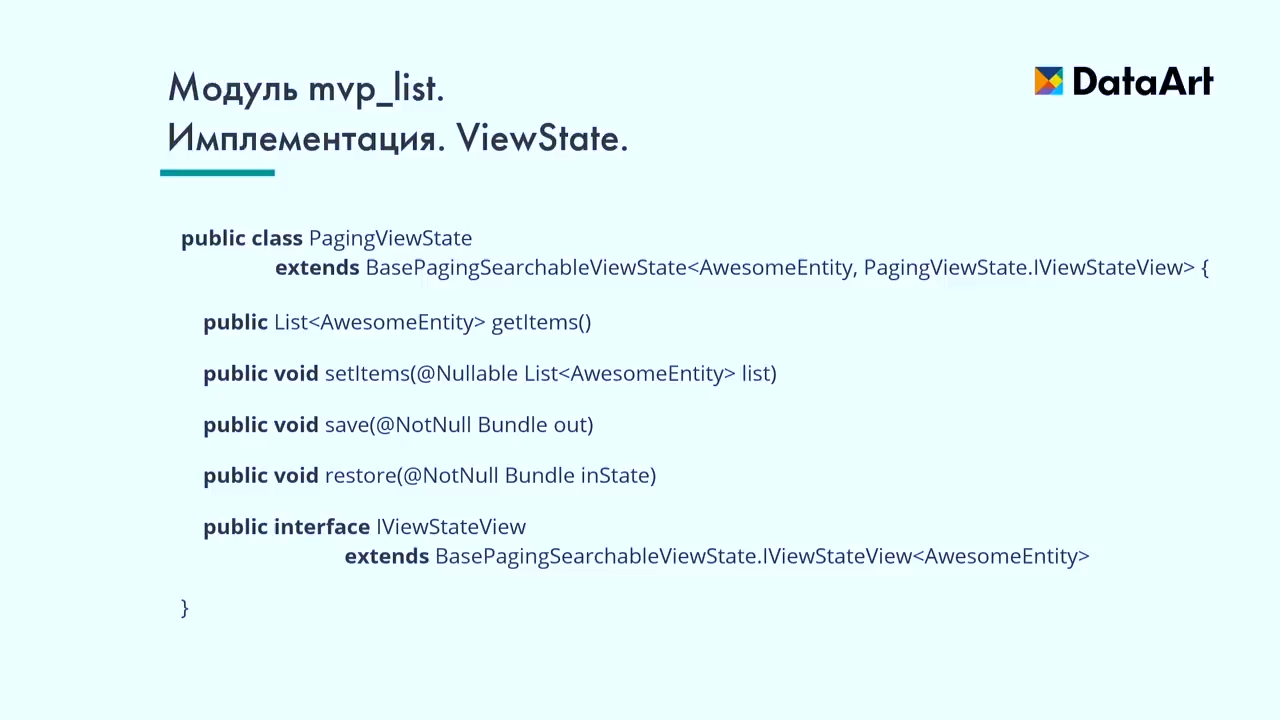 Модуль mvp_list.
Имплементация. ViewState.
DataArt
public class PagingViewState
extends BasePagingSearchableViewState<AwesomeEntity, PagingViewState.IViewStateView> {
public List<AwesomeEntity> getItems()
public void setItems(@Nullable List<AwesomeEntity> list)
public void save(@NotNull Bundle out)
public void restore(@NotNull Bundle inState)
public interface IViewStateView
extends BasePagingSearchableViewState.IViewStateView<AwesomeEntity>
}